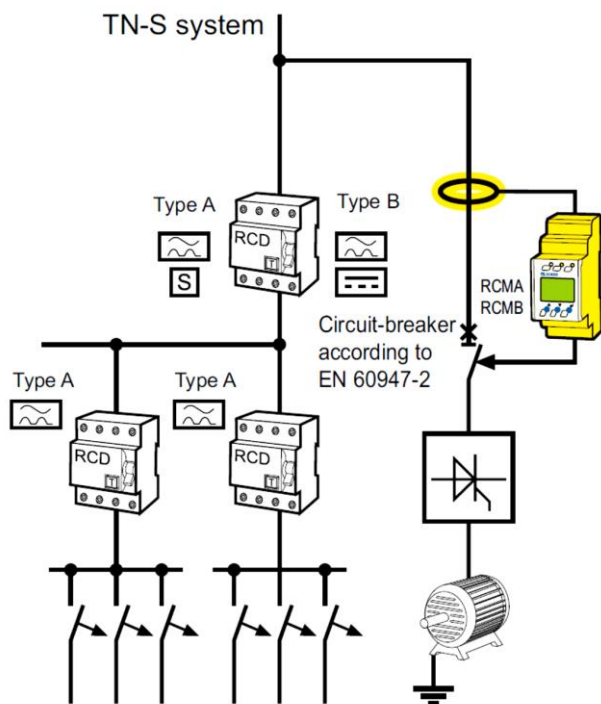 TN-S system
Type A
Type B
RCD
T
S
RCMA
RCMB
Circuit-breaker
according to
EN 60947-2
Type A
Type A
RCD
T
RCD
T